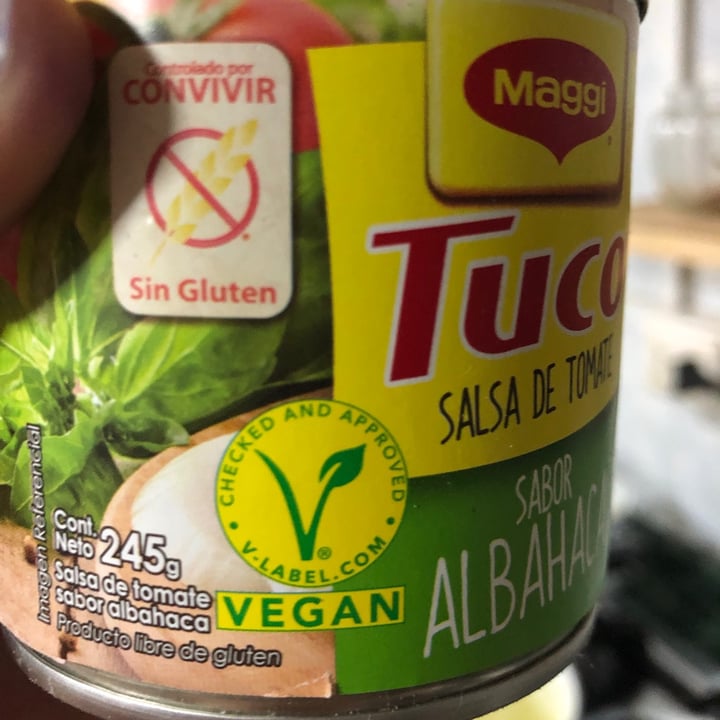 Controlado por
CONVIVIR
Sin Gluten
Maggi
TUCO
SALSA DE TOMATE
SABOR
ALBAHAC
CHECKED AND APPROVED
• V-LABEL.COM •
®
VEGAN
Imagen Referencial
Cont.
Neto 245g
Salsa de tomate
sabor albahaca
Producto libre de gluten